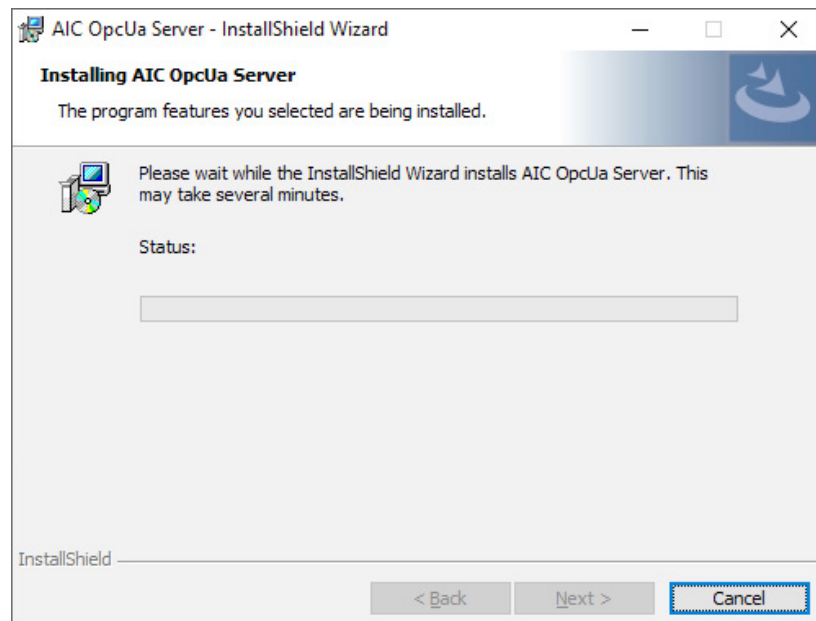 AIC OpcUa Server - InstallShield Wizard
Installing AIC OpcUa Server
The program features you selected are being installed.
Please wait while the InstallShield Wizard installs AIC OpcUa Server. This
may take several minutes.
Status:
InstallShield
< Back
Next >
Cancel